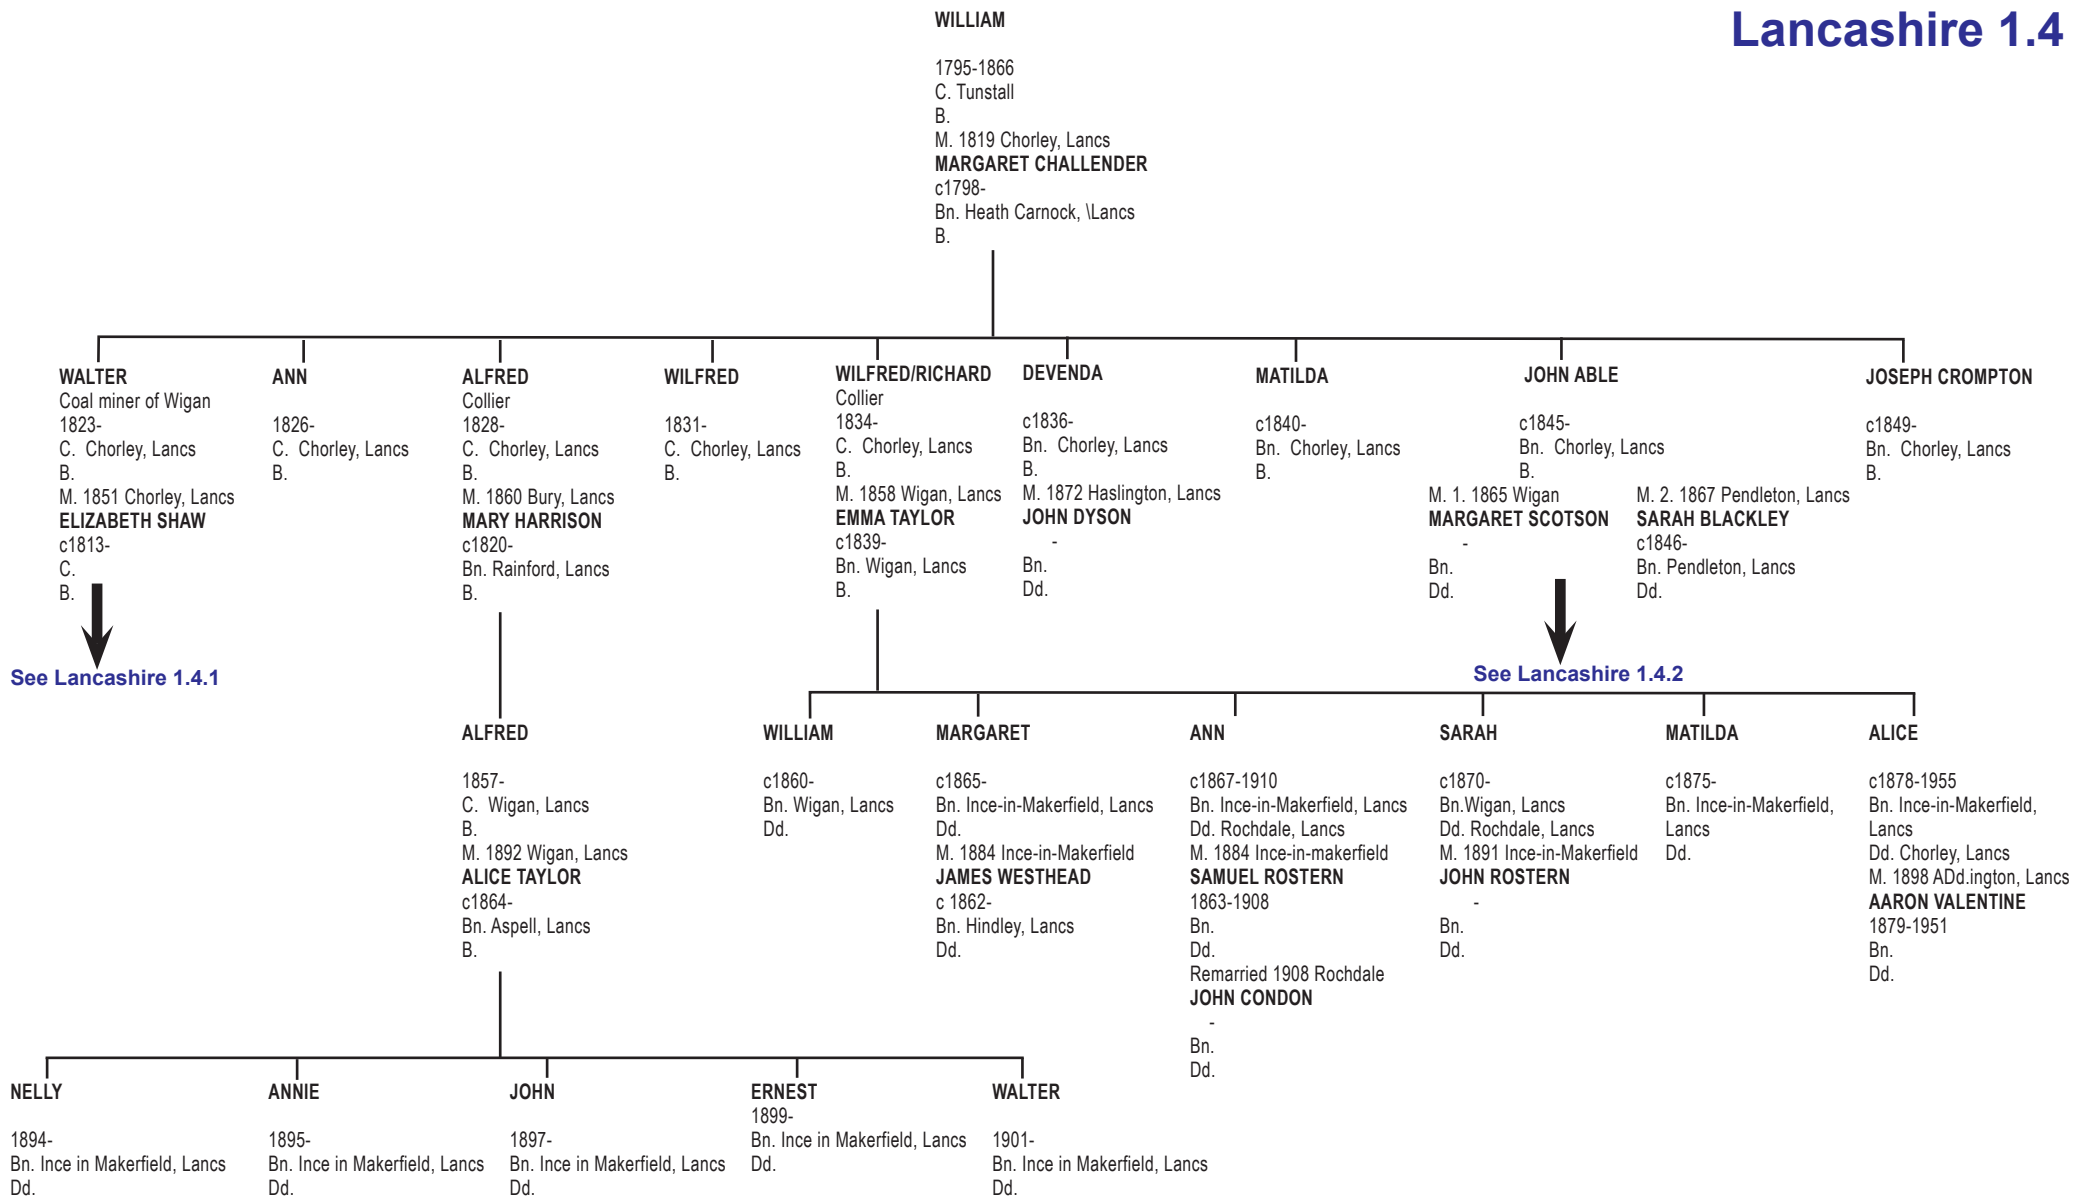 Lancashire 1.4
WILLIAM
1795-1866
C. Tunstall
B.
M. 1819 Chorley, Lancs
MARGARET CHALLENDER
c1798-
Bn. Heath Carnock, \Lancs
B.
WALTER
Coal miner of Wigan
1823-
C. Chorley, Lancs
B.
M. 1851 Chorley, Lancs
ELIZABETH SHAW
c1813-
C.
B.
See Lancashire 1.4.1
ANN
1826-
C. Chorley, Lancs
B.
ALFRED
Collier
1828-
C. Chorley, Lancs
B.
M. 1860 Bury, Lancs
MARY HARRISON
c1820-
Bn. Rainford, Lancs
B.
WILFRED
1831-
C. Chorley, Lancs
B.
WILFRED/RICHARD
Collier
1834-
C. Chorley, Lancs
B.
M. 1858 Wigan, Lancs
EMMA TAYLOR
c1839-
Bn. Wigan, Lancs
B.
DEVENDA
c1836-
Bn. Chorley, Lancs
B.
M. 1872 Haslington, Lancs
JOHN DYSON
-
Bn.
Dd.
MATILDA
c1840-
Bn. Chorley, Lancs
B.
JOHN ABLE
c1845-
Bn. Chorley, Lancs
B.
M. 1. 1865 Wigan
MARGARET SCOTSON
-
Bn.
Dd.
M. 2. 1867 Pendleton, Lancs
SARAH BLACKLEY
c1846-
Bn. Pendleton, Lancs
Dd.
See Lancashire 1.4.2
JOSEPH CROMPTON
c1849-
Bn. Chorley, Lancs
B.
ALFRED
1857-
C. Wigan, Lancs
B.
M. 1892 Wigan, Lancs
ALICE TAYLOR
c1864-
Bn. Aspell, Lancs
B.
WILLIAM
c1860-
Bn. Wigan, Lancs
Dd.
MARGARET
c1865-
Bn. Ince-in-Makerfield, Lancs
Dd.
M. 1884 Ince-in-Makerfield
JAMES WESTHEAD
c 1862-
Bn. Hindley, Lancs
Dd.
ANN
c1867-1910
Bn. Ince-in-Makerfield, Lancs
Dd. Rochdale, Lancs
M. 1884 Ince-in-makerfield
SAMUEL ROSTERN
1863-1908
Bn.
Dd.
Remarried 1908 Rochdale
JOHN CONDON
-
Bn.
Dd.
SARAH
c1870-
Bn.Wigan, Lancs
Dd. Rochdale, Lancs
M. 1891 Ince-in-Makerfield
JOHN ROSTERN
-
Bn.
Dd.
MATILDA
c1875-
Bn. Ince-in-Makerfield,
Lancs
Dd.
ALICE
c1878-1955
Bn. Ince-in-Makerfield,
Lancs
Dd. Chorley, Lancs
M. 1898 ADd.ington, Lancs
AARON VALENTINE
1879-1951
Bn.
Dd.
NELLY
1894-
Bn. Ince in Makerfield, Lancs
Dd.
ANNIE
1895-
Bn. Ince in Makerfield, Lancs
Dd.
JOHN
1897-
Bn. Ince in Makerfield, Lancs
Dd.
ERNEST
1899-
Bn. Ince in Makerfield, Lancs
Dd.
WALTER
1901-
Bn. Ince in Makerfield, Lancs
Dd.